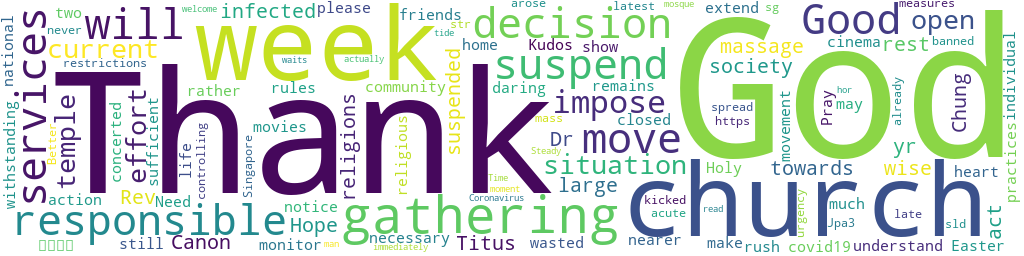 Thank
God
week
church
gathering
responsible
will
services
decision
suspend
move
Good
open
impose
situation
current
effort
temple
suspended
religions
society
massage
rest
large
Dr
towards
wise
yr
act
Hope
Rev
Canon
Titus
Chung
Pray
may
movement
Holy
heart
practices
individual
extend
sg
latest
measures
banned
cinema
already
hor
mosque
arose
str
tide
friends
please
infected
welcome
never
two
national
withstanding
restrictions
Better
concerted
sufficient
life
controlling
Singapore
movies
rather
rules
waits
actually
community
home
Kudos
show
daring
remains
closed
mass
religious
Steady
Time
moment
Coronavirus
action
Need
notice
still
monitor
man
immediately
necessary
wasted
nearer
make
kicked
acute
read
rush
urgency
much
covid19
Jpa3
late
understand
sld
Easter
spread
https